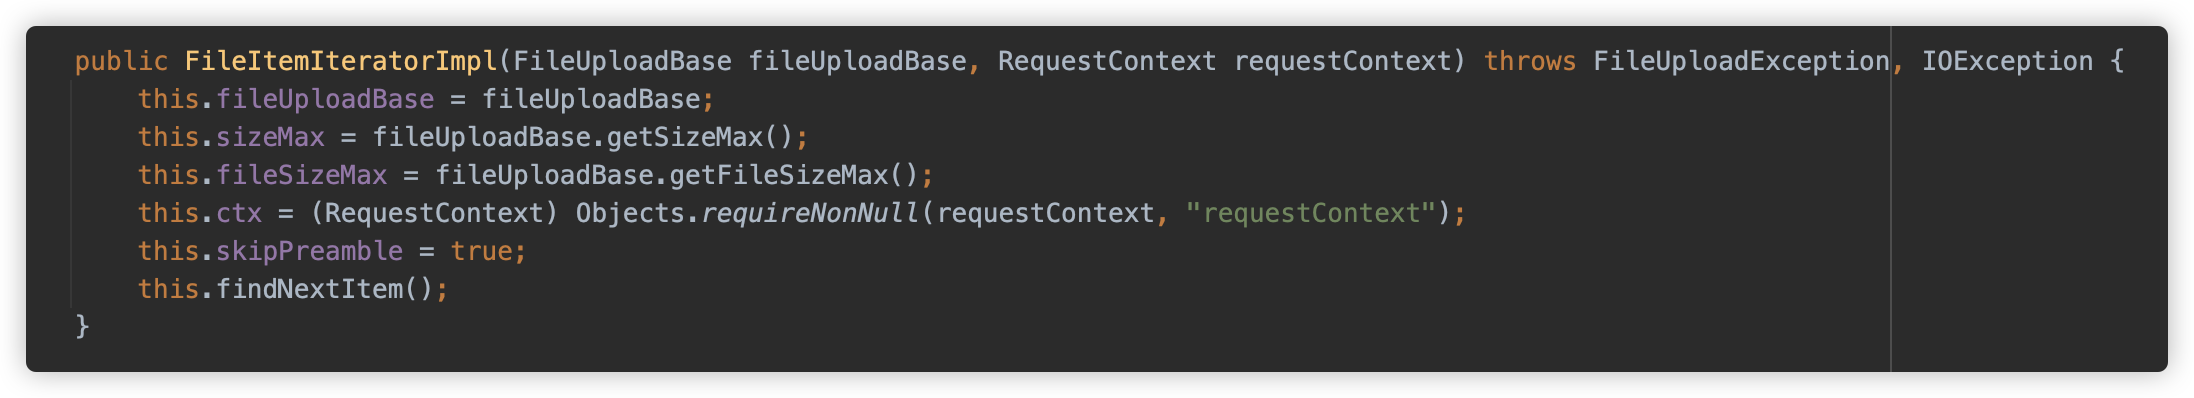 public FileItemIteratorImpl(FileUploadBase fileUploadBase, RequestContext requestContext) throws FileUploadException, IOException {
    this.fileUploadBase = fileUploadBase;
    this.sizeMax = fileUploadBase.getSizeMax();
    this.fileSizeMax = fileUploadBase.getFileSizeMax();
    this.ctx = (RequestContext) Objects.requireNonNull(requestContext, "requestContext");
    this.skipPreamble = true;
    this.findNextItem();
}